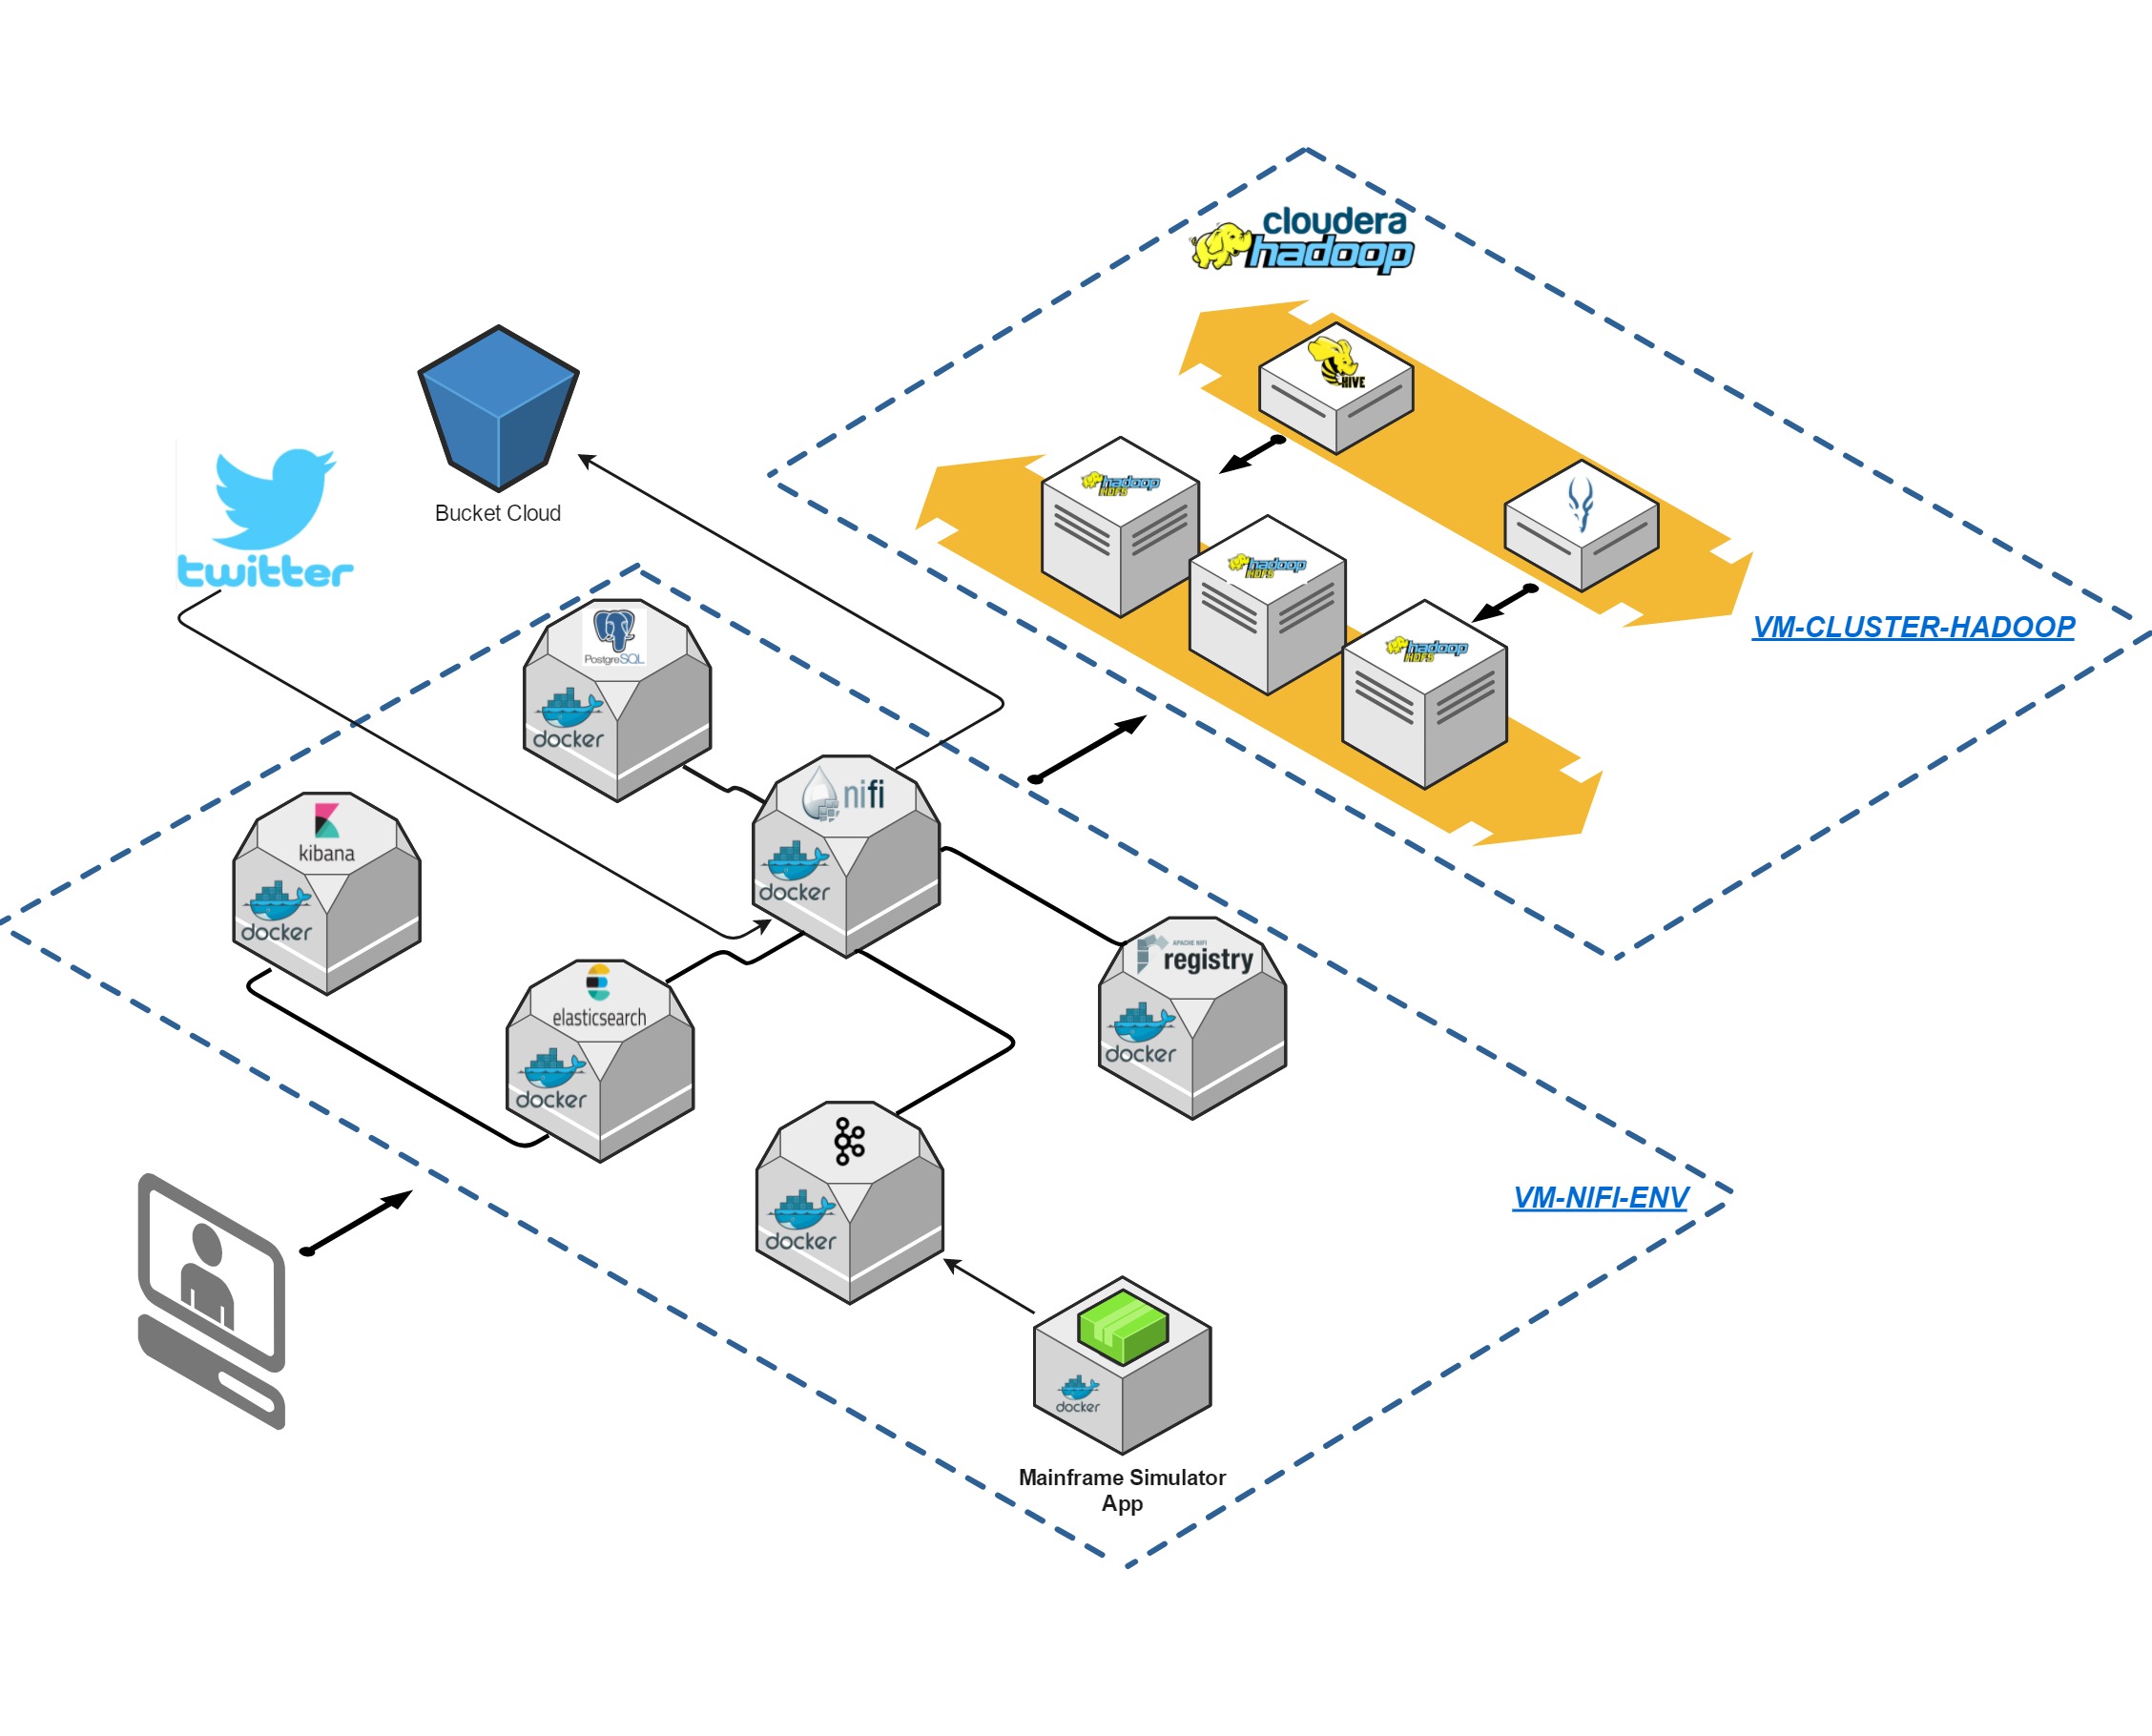 cloudera
hadoop
HIVE
hadoop
HDFS
hadoop
HDFS
hadoop
HDFS
VM-CLUSTER-HADOOP
Bucket Cloud
twitter
PostgreSQL
docker
nifi
docker
kibana
docker
APACHE NIFI
registry
docker
elasticsearch
docker
docker
VM-NIFI-ENV
docker
Mainframe Simulator
App